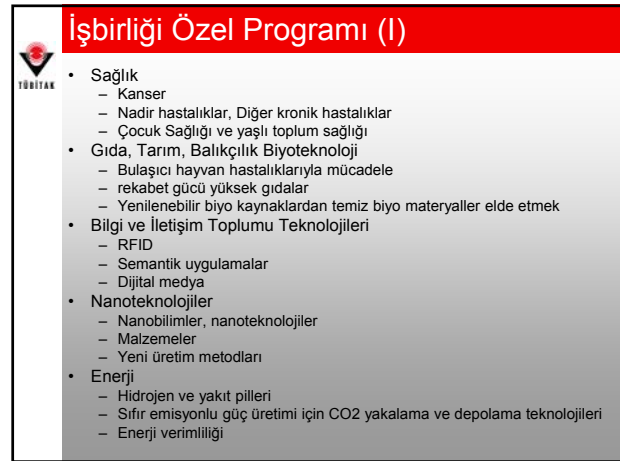 İşbirliği Özel Programı (I)
TÜBİTAK
• Sağlık
– Kanser
– Nadir hastalıklar, Diğer kronik hastalıklar
– Çocuk Sağlığı ve yaşlı toplum sağlığı
• Gıda, Tarım, Balıkçılık Biyoteknoloji
– Bulaşıcı hayvan hastalıklarıyla mücadele
– rekabet gücü yüksek gıdalar
– Yenilenebilir biyo kaynaklardan temiz biyo materyaller elde etmek
• Bilgi ve İletişim Toplumu Teknolojileri
– RFID
– Semantik uygulamalar
– Dijital medya
• Nanoteknolojiler
– Nanobilimler, nanoteknolojiler
– Malzemeler
– Yeni üretim metodları
• Enerji
– Hidrojen ve yakıt pilleri
– Sıfır emisyonlu güç üretimi için CO2 yakalama ve depolama teknolojileri
– Enerji verimliliği